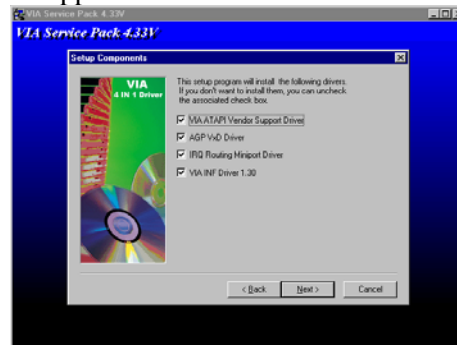 VIA Service Pack 4.33V
VIA Service Pack 4.33V
Setup Components
VIA
4 IN 1 Driver
This setup program will install the following drivers.
If you don't want to install them, you can uncheck
the associated check box.
VIA ATAPI Vendor Support Driver
AGP VxD Driver
IRQ Routing Miniport Driver
VIA INF Driver 1.30
< Back
Next >
Cancel